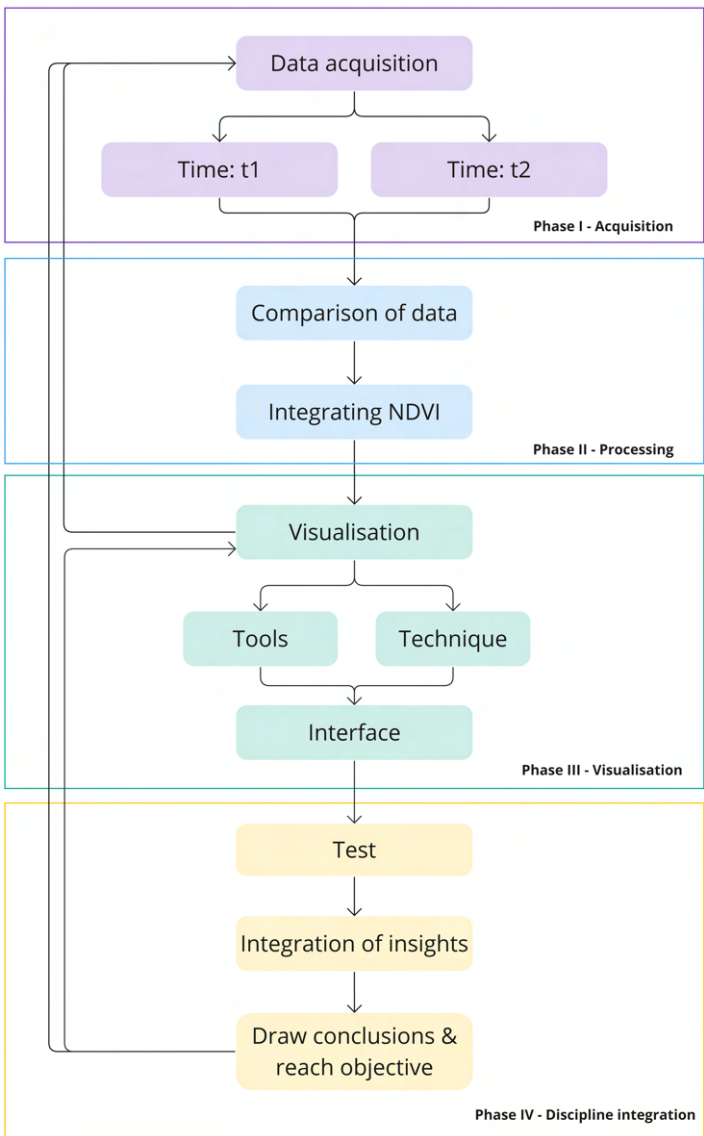 Data acquisition
Time: t1
Time: t2
Phase I - Acquisition
Comparison of data
Integrating NDVI
Phase II - Processing
Visualisation
Tools
Technique
Interface
Phase III - Visualisation
Test
Integration of insights
Draw conclusions &
reach objective
Phase IV - Discipline integration